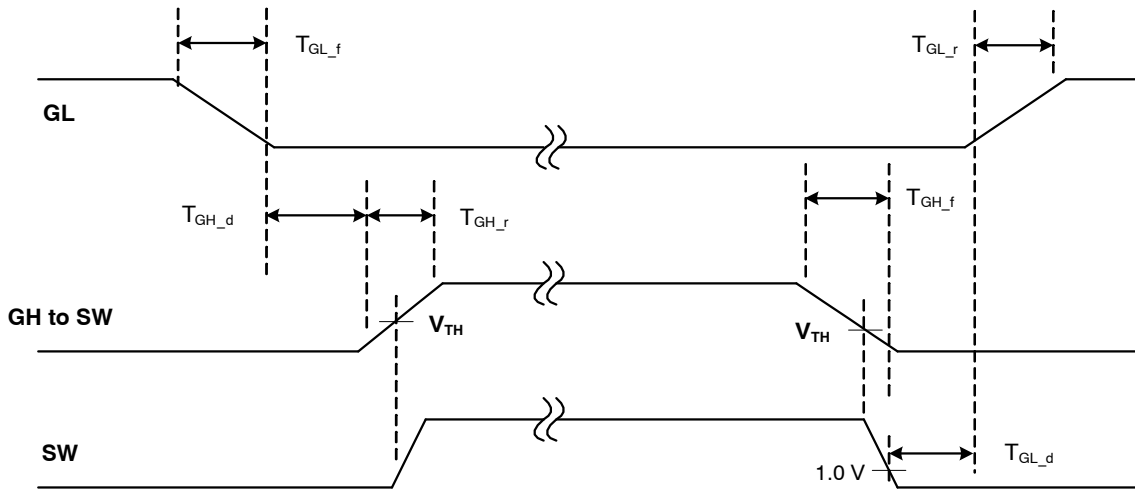 T_GL_f
T_GL_r
GL
T_GH_d
T_GH_r
T_GH_f
GH to SW
V_TH
V_TH
SW
1.0 V
T_GL_d